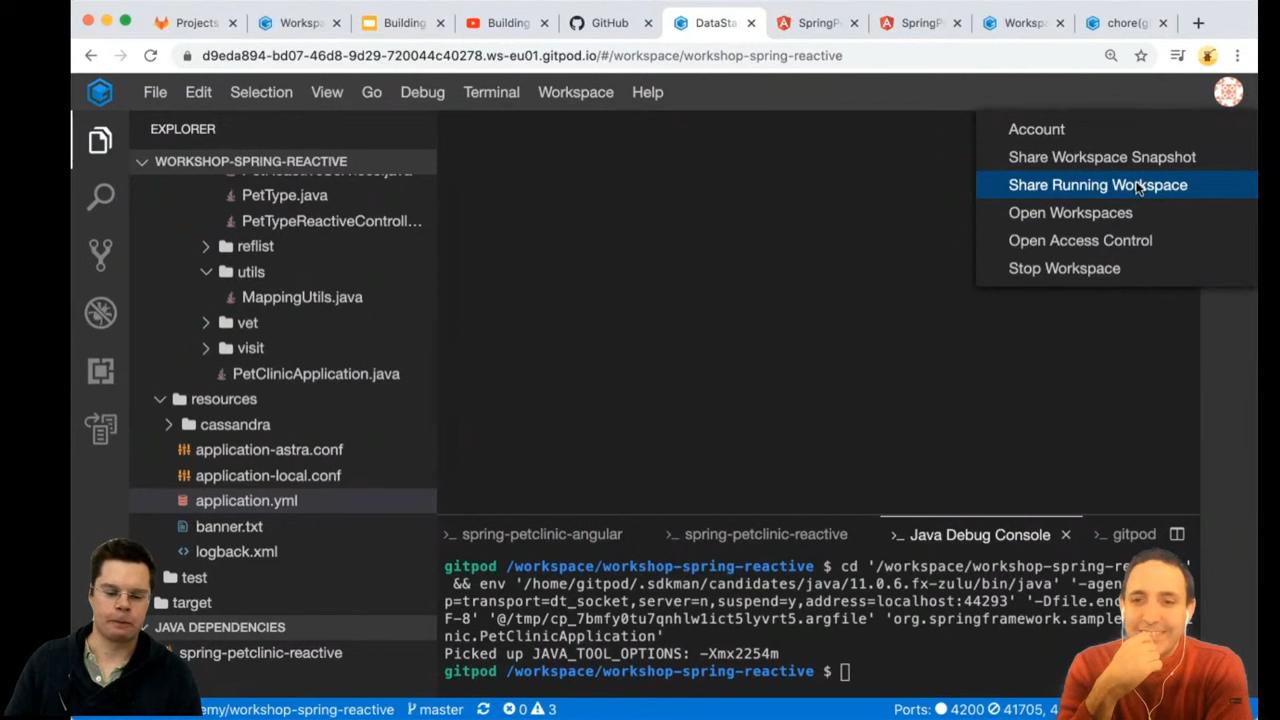 Projects
Workspa
Building
Building
GitHub
DataSta
SpringP
SpringP
Worksp
chore(g
d9eda894-bd07-46d8-9d29-720044c40278.ws-eu01.gitpod.io/#/workspace/workshop-spring-reactive
File Edit Selection View Go Debug Terminal Workspace Help
EXPLORER
WORKSHOP-SPRING-REACTIVE
PetType.java
PetTypeReactiveControll...
reflist
utils
MappingUtils.java
vet
visit
PetClinicApplication.java
resources
cassandra
application-astra.conf
application-local.conf
application.yml
banner.txt
logback.xml
test
target
JAVA DEPENDENCIES
spring-petclinic-reactive
Account
Share Workspace Snapshot
Share Running Workspace
Open Workspaces
Open Access Control
Stop Workspace
>_ spring-petclinic-angular >_ spring-petclinic-reactive >_ Java Debug Console >_ gitpod
gitpod /workspace/workshop-spring-reactive $ cd '/workspace/workshop-spring-re
&& env '/home/gitpod/.sdkman/candidates/java/11.0.6.fx-zulu/bin/java' '-agen
p=transport=dt_socket,server=n,suspend=y,address=localhost:44293' '-Dfile.enc
F-8' '@/tmp/cp_7bmfy0tu7qnhlw1ict5lyvrt5.argfile' 'org.springframework.sampl
nic.PetClinicApplication'
Picked up JAVA_TOOL_OPTIONS: -Xmx2254m
gitpod /workspace/workshop-spring-reactive $
emy/workshop-spring-reactive master 0 3 Ports: 4200 41705, 4